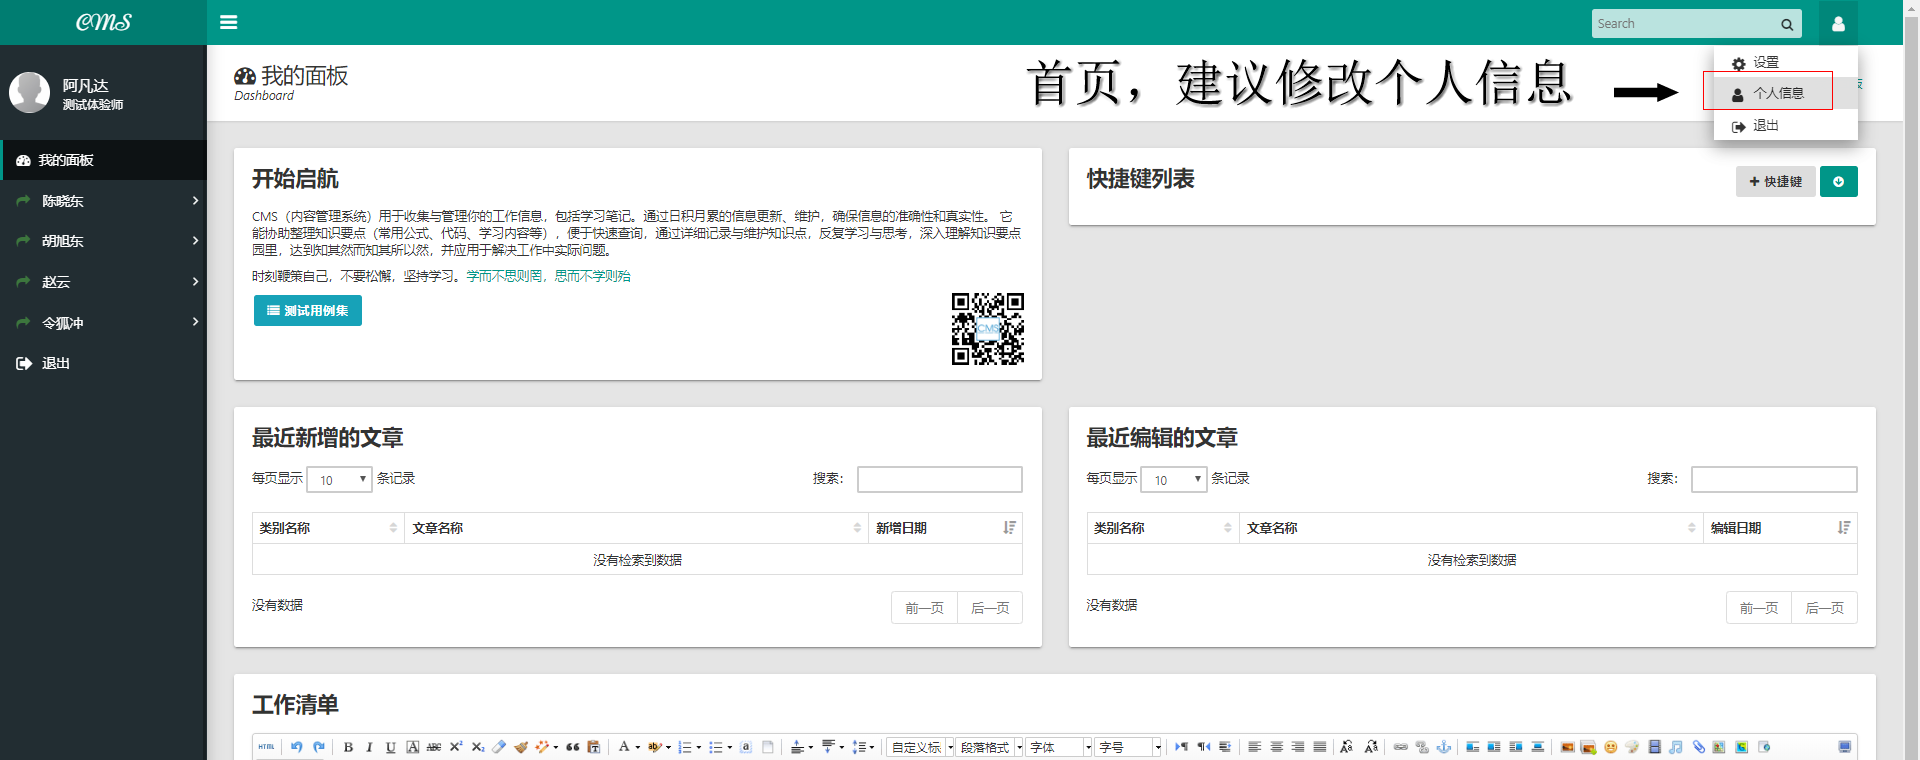 CMS
Search
阿凡达
测试体验师
我的面板
Dashboard
首页，建议修改个人信息
设置
个人信息
退出
我的面板
陈晓东
胡旭东
赵云
令狐冲
退出
开始启航
CMS（内容管理系统）用于收集与管理你的工作信息，包括学习笔记。通过日积月累的信息更新、维护，确保信息的准确性和真实性。 它
能协助整理知识要点（常用公式、代码、学习内容等），便于快速查询，通过详细记录与维护知识点，反复学习与思考，深入理解知识要点
园里，达到知其然而知其所以然，并应用于解决工作中实际问题。
时刻鞭策自己，不要松懈，坚持学习。学而不思则罔，思而不学则殆
测试用例集
CMS
快捷键列表
快捷键
最近新增的文章
每页显示 10 条记录
搜索：
类别名称 文章名称 新增日期
没有检索到数据
没有数据
前一页 后一页
最近编辑的文章
每页显示 10 条记录
搜索：
类别名称 文章名称 编辑日期
没有检索到数据
没有数据
前一页 后一页
工作清单
HTML B I U A ABC X² X₂ A ab 自定义标 段落格式 字体 字号